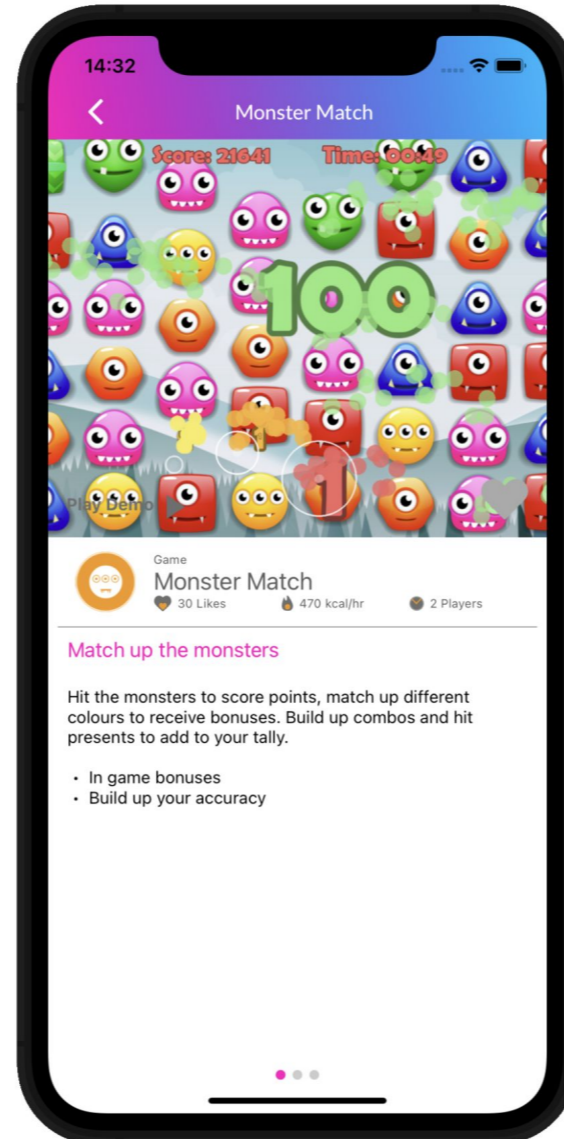 14:32
Monster Match
Score: 21641 Time: 00:49
100
1
1
1
Play Demo
Game
Monster Match
30 Likes 470 kcal/hr 2 Players
Match up the monsters
Hit the monsters to score points, match up different
colours to receive bonuses. Build up combos and hit
presents to add to your tally.
• In game bonuses
• Build up your accuracy